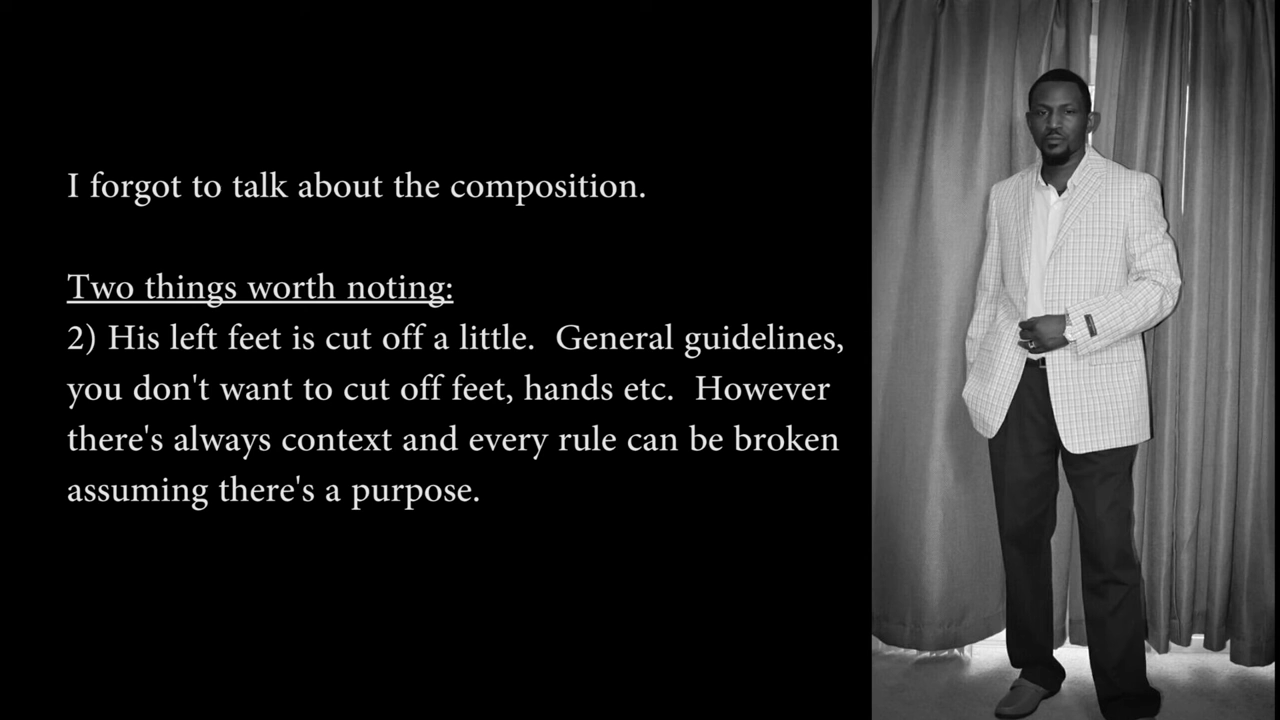 I forgot to talk about the composition.
Two things worth noting:
2) His left feet is cut off a little.  General guidelines,
you don't want to cut off feet, hands etc.  However
there's always context and every rule can be broken
assuming there's a purpose.